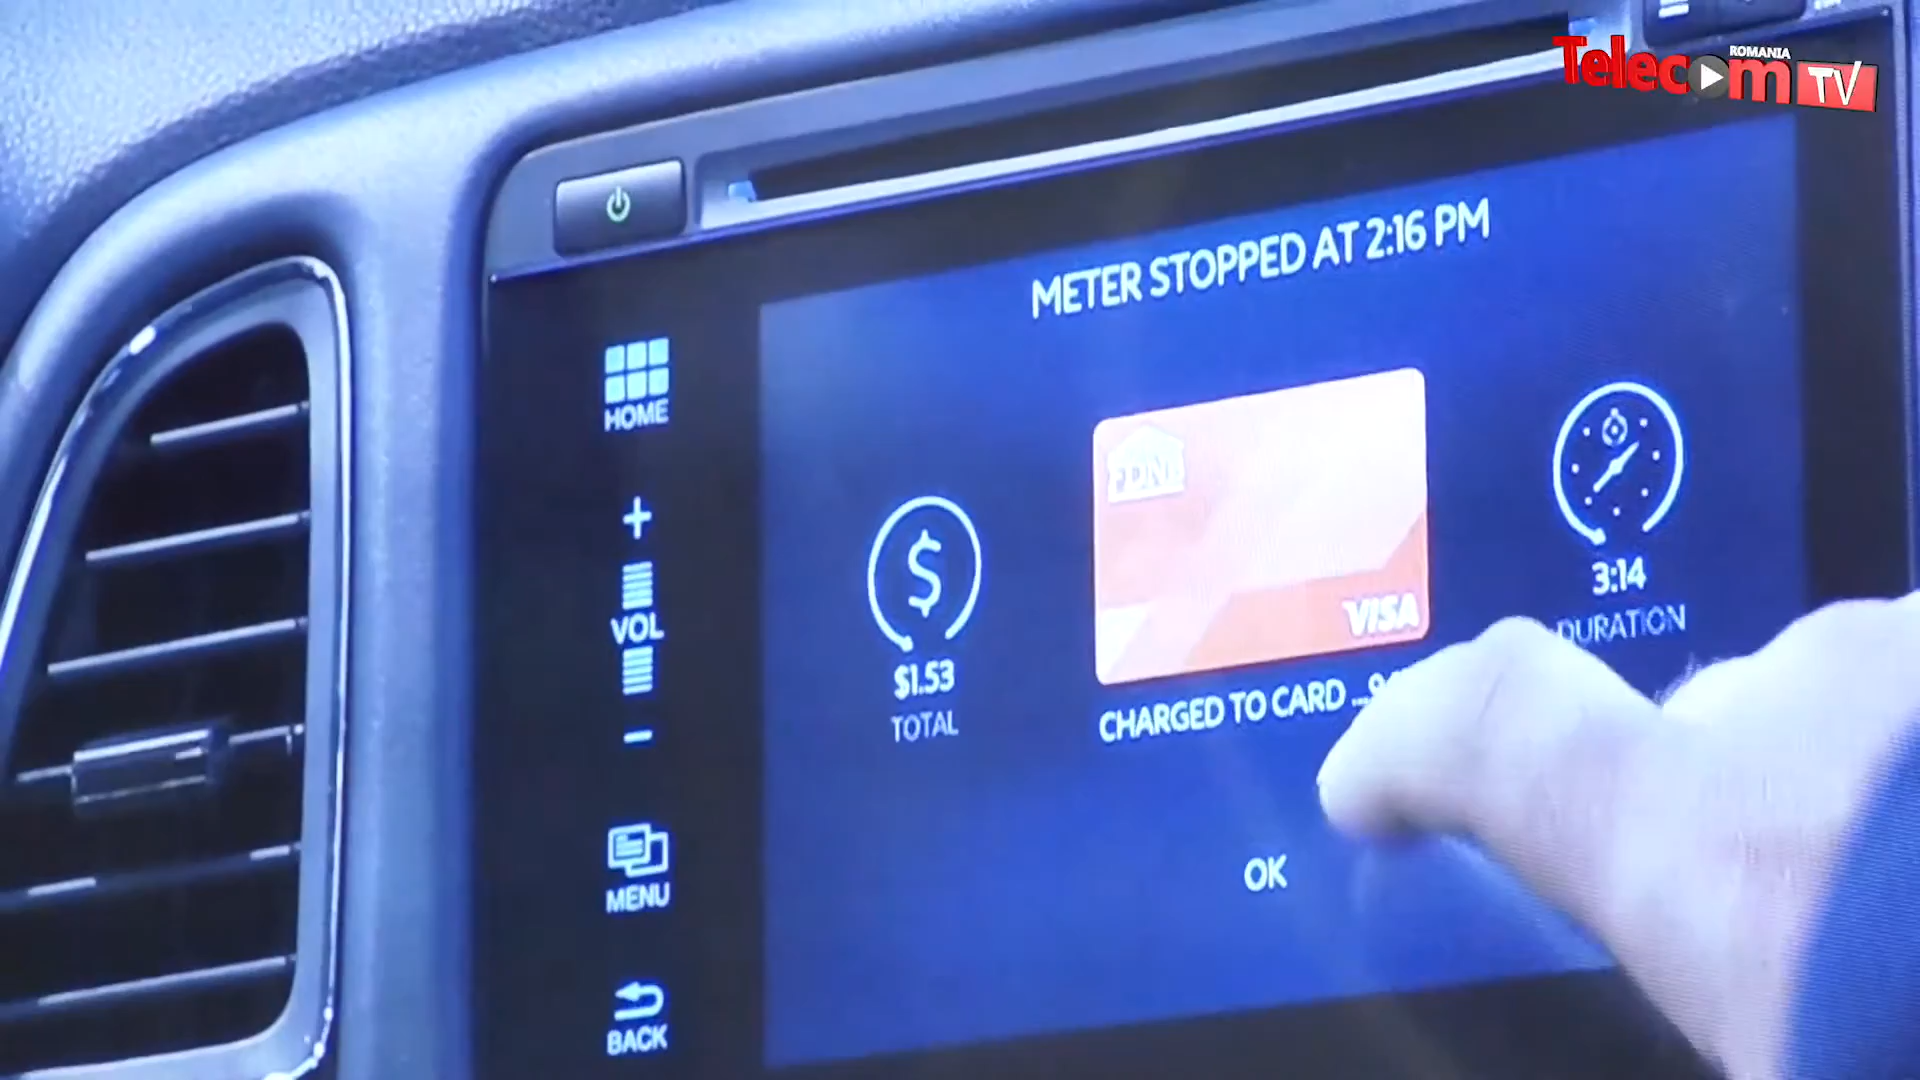 Telecom TV
ROMANIA
METER STOPPED AT 2:16 PM
HOME
+
VOL
-
MENU
BACK
$
$1.53
TOTAL
VISA
CHARGED TO CARD
3:14
DURATION
OK